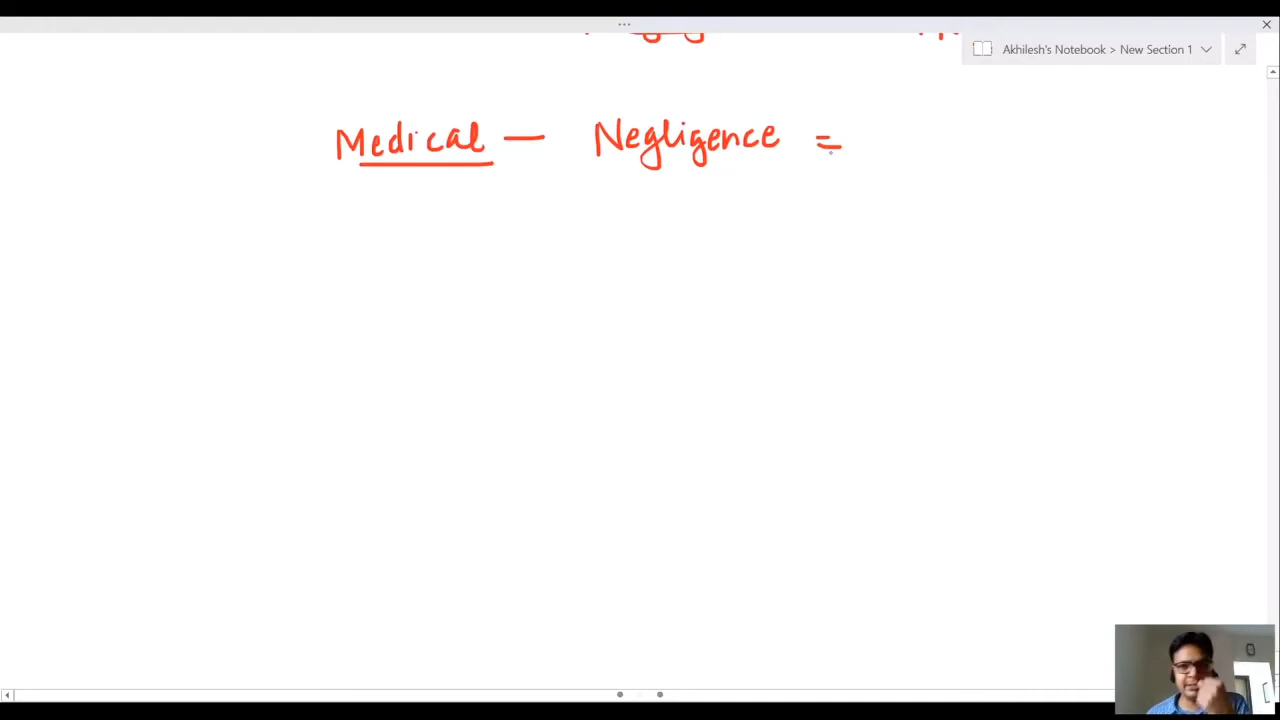 Akhilesh's Notebook > New Section 1
Medical — Negligence =